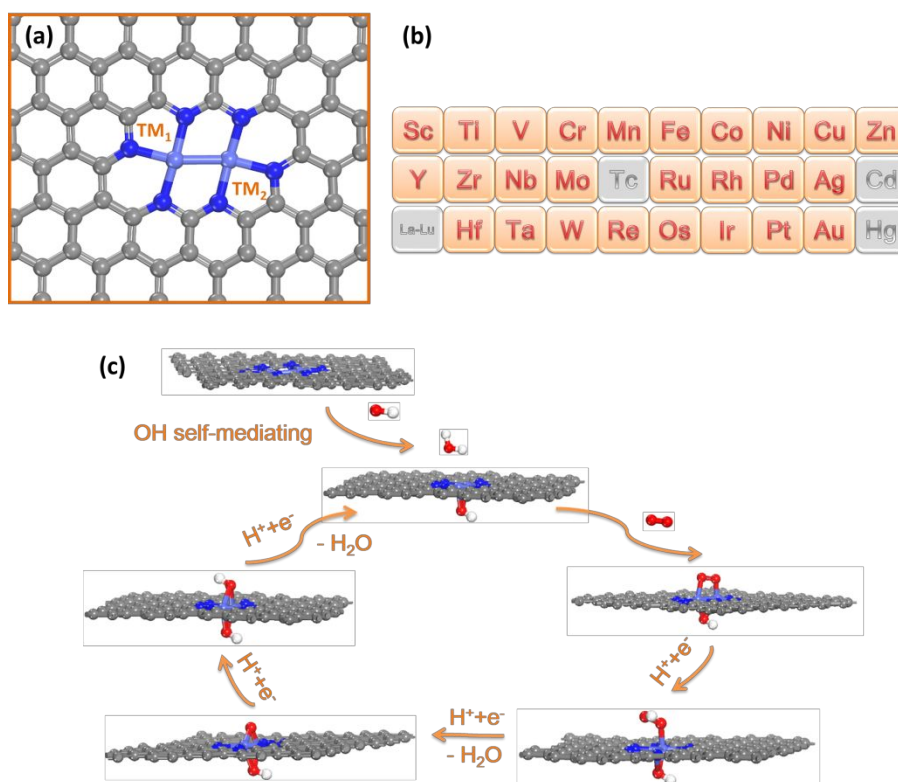 (a)
TM1
TM2
(b)
Sc Tl V Cr Mn Fe Co Ni Cu Zn
Y Zr Nb Mo Tc Ru Rh Pd Ag Cd
La-Lu Hf Ta W Re Os Ir Pt Au Hg
(c)
OH self-mediating
H⁺+e⁻
- H₂O
H⁺+e⁻
H⁺+e⁻
H⁺+e⁻
- H₂O